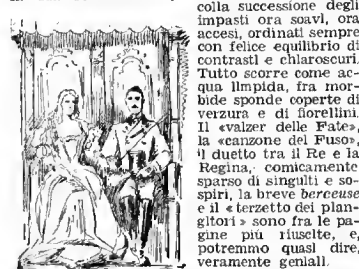 colla successione degli
impasti ora soavi, ora
accesi, ordinati sempre
con felice equilibrio di
contrasti e chiaroscuri.
Tutto scorre come ac-
qua limpida, fra mor-
bide sponde coperte di
verzura e di fiorellini.
Il «valzer delle Fate»,
la «canzone del Fuso»,
il duetto tra il Re e la
Regina, comicamente
sparso di singulti e so-
spiri, la breve berceuse
e il «terzetto dei plan-
gitori» sono fra le pa-
gine più riuscite, e,
potremmo quasi dire,
veramente geniali.